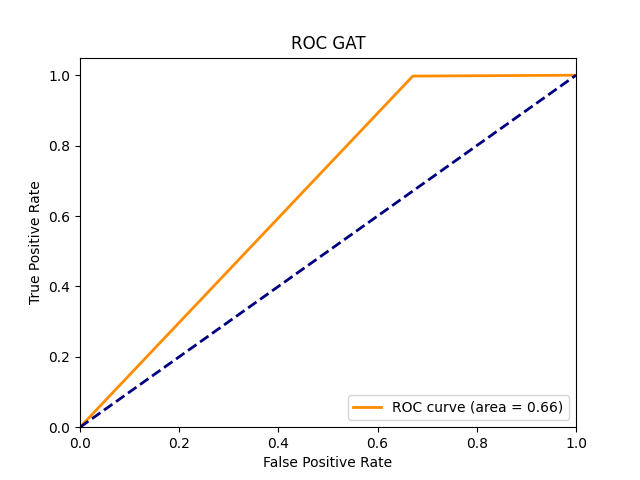 ROC GAT
1.0
0.8
0.6
0.4
0.2
0.0
True Positive Rate
ROC curve (area = 0.66)
0.0 0.2 0.4 0.6 0.8 1.0
False Positive Rate